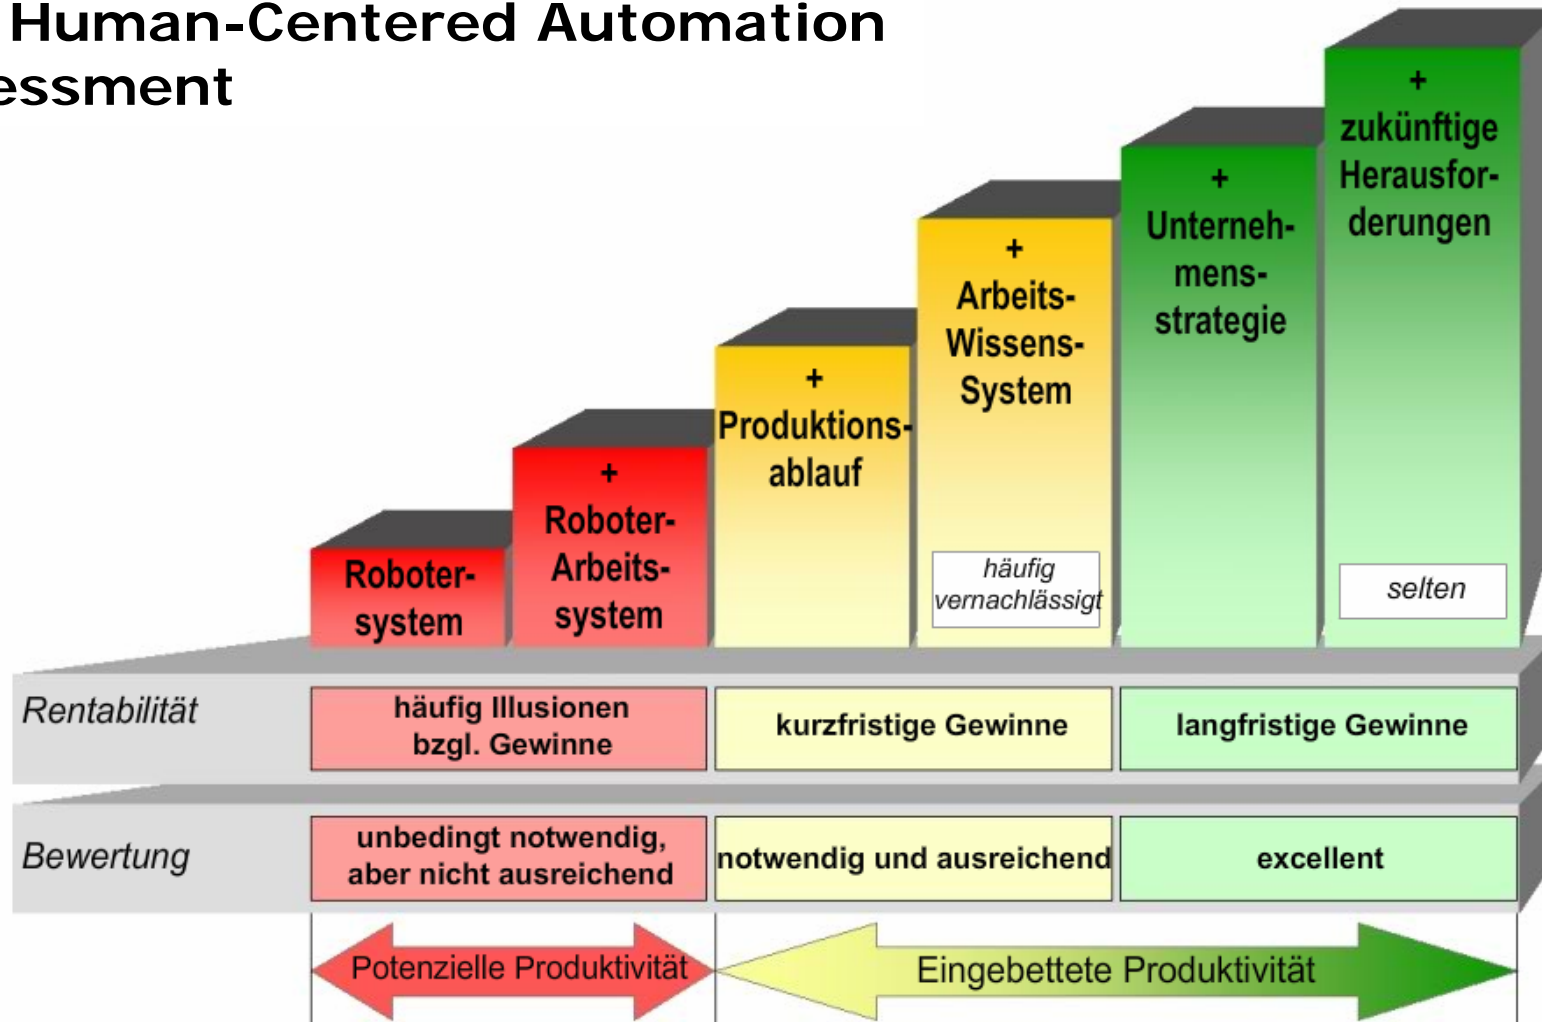 Human-Centered Automation
essment
+
zukünftige
Herausfor-
derungen
+
Unterneh-
mens-
strategie
+
Arbeits-
Wissens-
System
+
Produktions-
ablauf
+
Roboter-
Arbeits-
system
Roboter-
system
häufig
vernachlässigt
selten
Rentabilität
häufig Illusionen
bzgl. Gewinne
kurzfristige Gewinne
langfristige Gewinne
Bewertung
unbedingt notwendig,
aber nicht ausreichend
notwendig und ausreichend
excellent
Potenzielle Produktivität
Eingebettete Produktivität